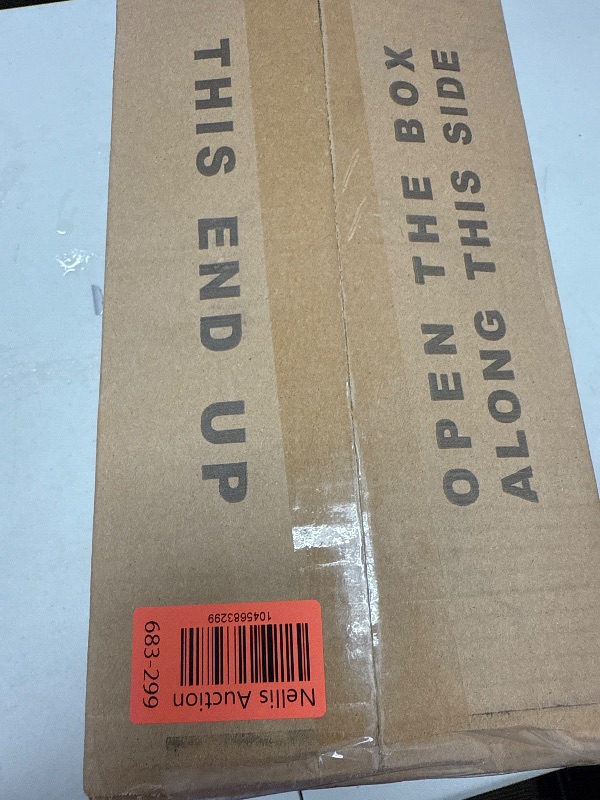 THIS END UP
OPEN THE BOX
ALONG THIS SIDE
Nellis Auction
1045683299
683-299